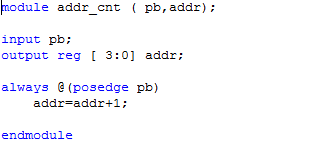 module addr_cnt ( pb,addr);
input pb;
output reg [ 3:0] addr;
always @(posedge pb)
addr=addr+1;
endmodule